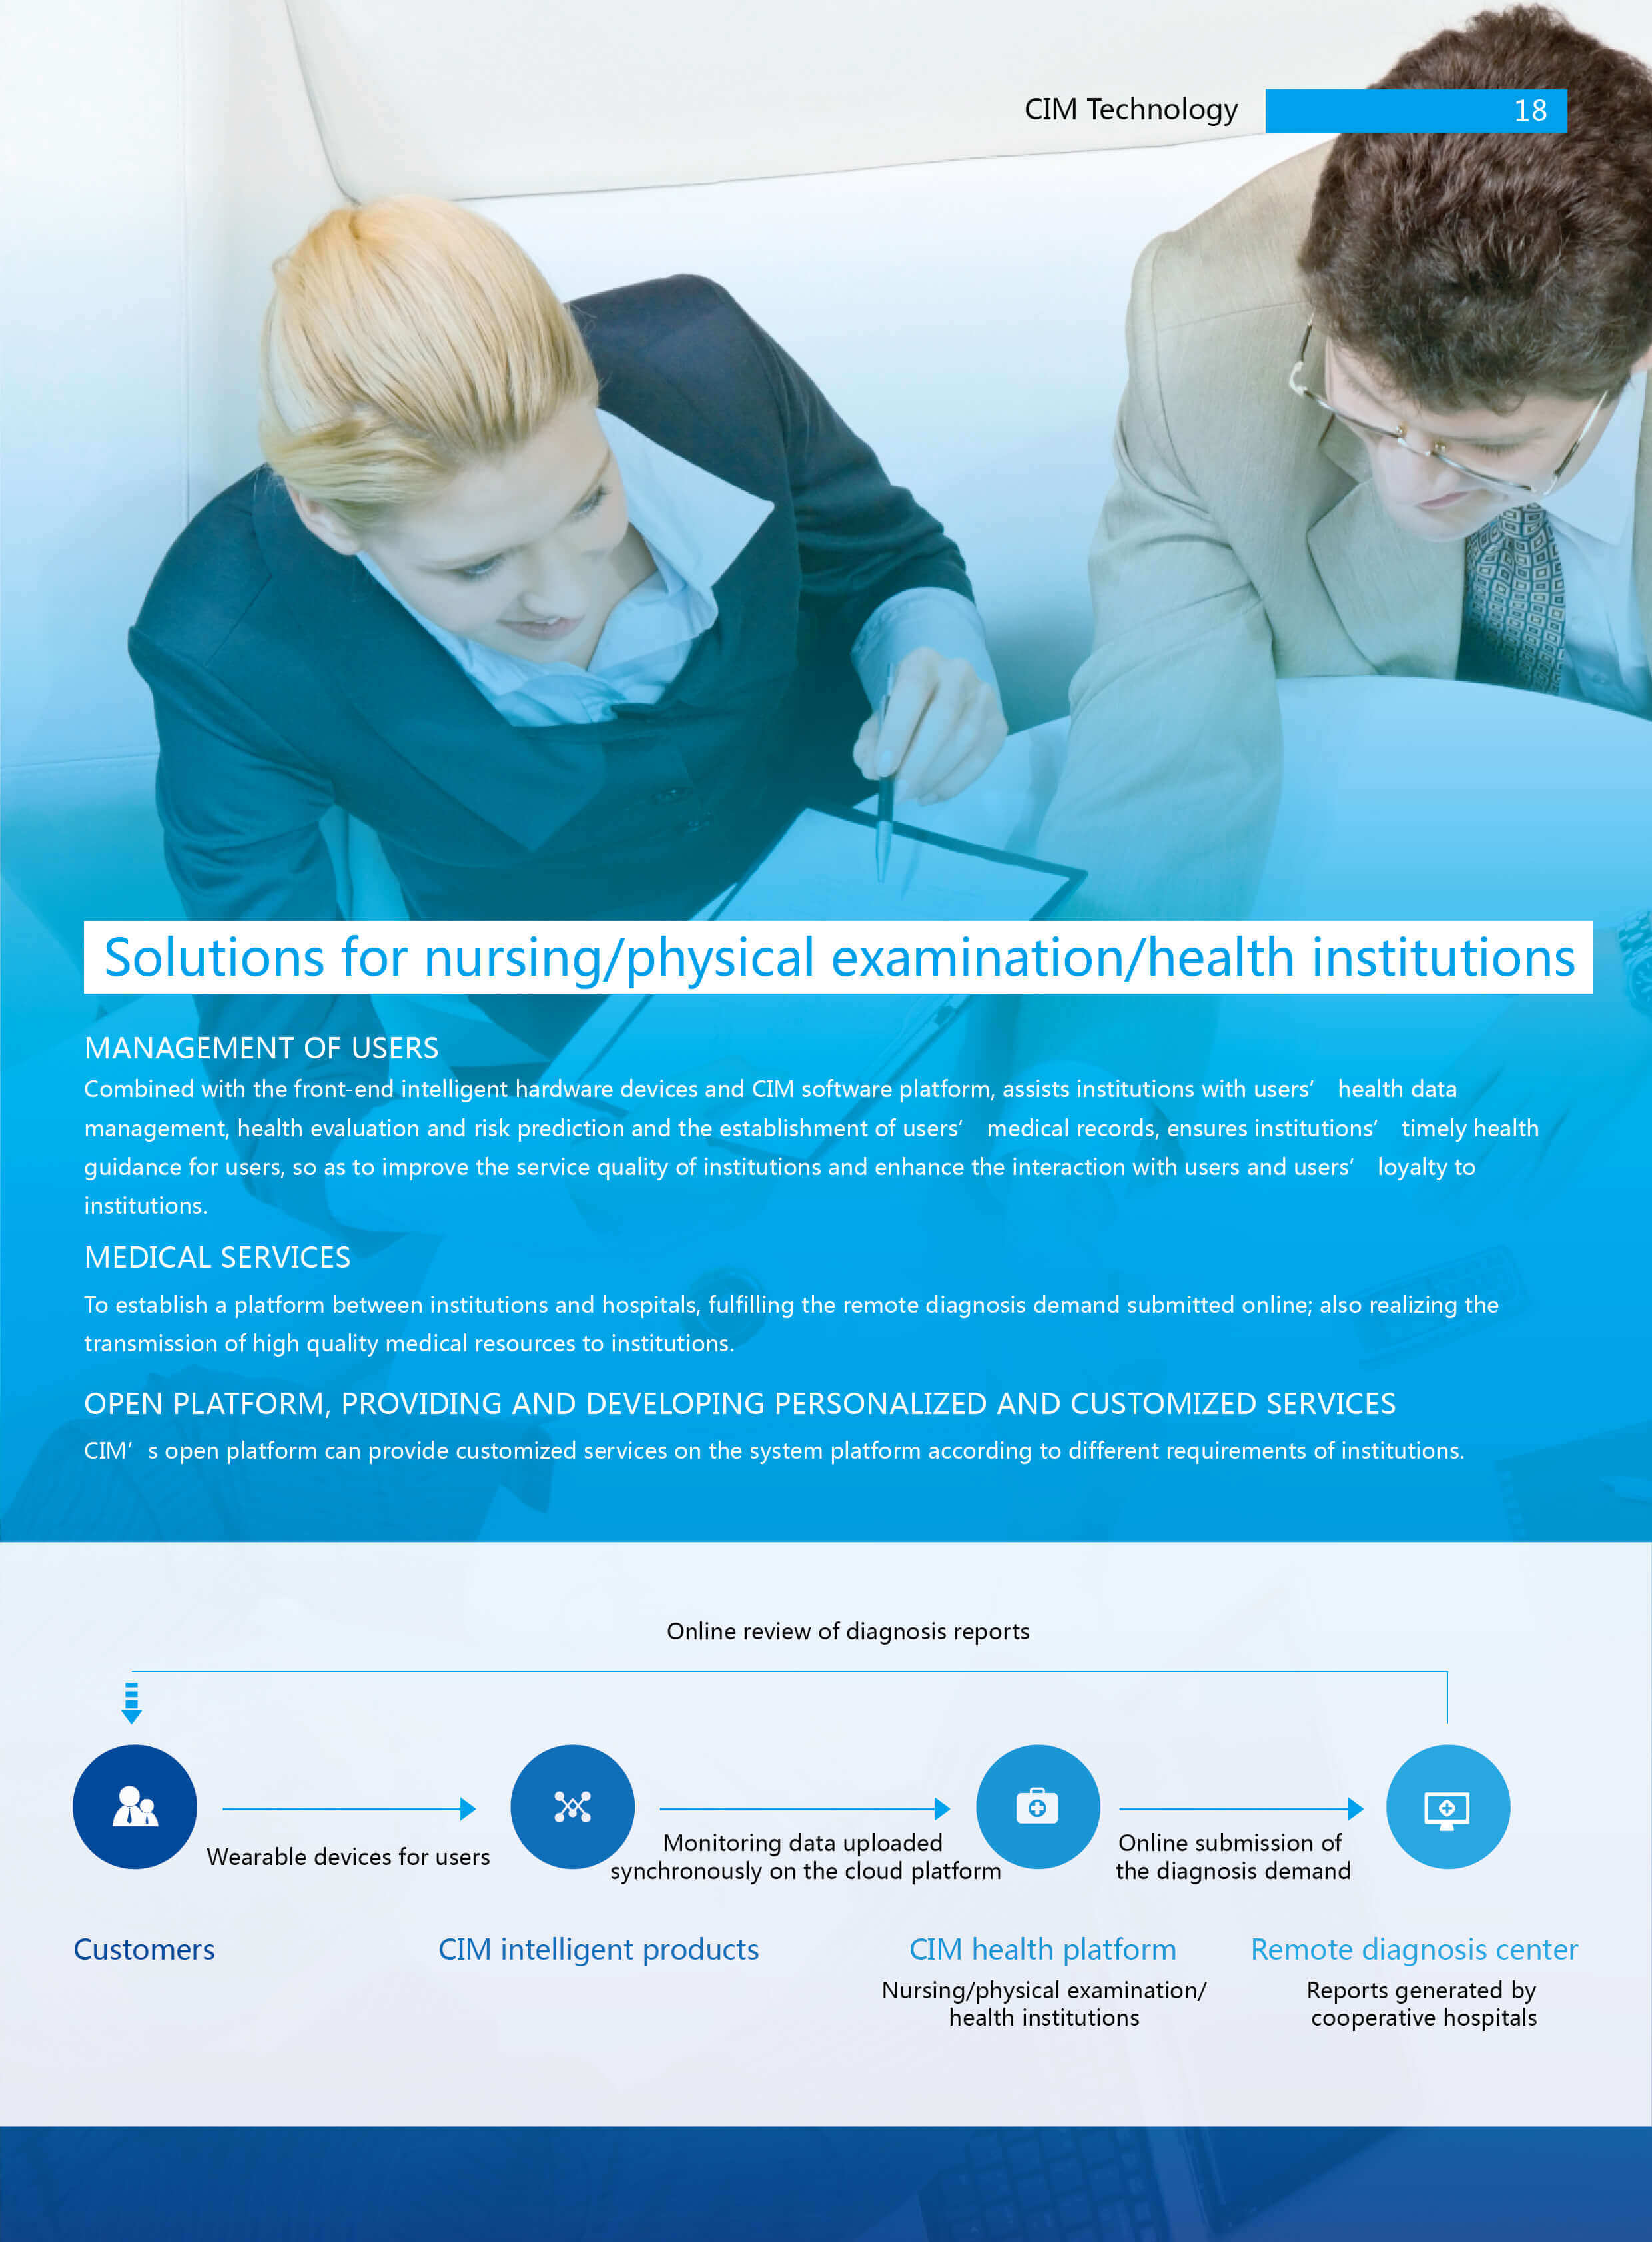 CIM Technology 18
Solutions for nursing/physical examination/health institutions
MANAGEMENT OF USERS
Combined with the front-end intelligent hardware devices and CIM software platform, assists institutions with users’ health data
management, health evaluation and risk prediction and the establishment of users’ medical records, ensures institutions’ timely health
guidance for users, so as to improve the service quality of institutions and enhance the interaction with users and users’ loyalty to
institutions.
MEDICAL SERVICES
To establish a platform between institutions and hospitals, fulfilling the remote diagnosis demand submitted online; also realizing the
transmission of high quality medical resources to institutions.
OPEN PLATFORM, PROVIDING AND DEVELOPING PERSONALIZED AND CUSTOMIZED SERVICES
CIM’ s open platform can provide customized services on the system platform according to different requirements of institutions.
Online review of diagnosis reports
Wearable devices for users
Monitoring data uploaded
synchronously on the cloud platform
Online submission of
the diagnosis demand
Customers
CIM intelligent products
CIM health platform
Nursing/physical examination/
health institutions
Remote diagnosis center
Reports generated by
cooperative hospitals